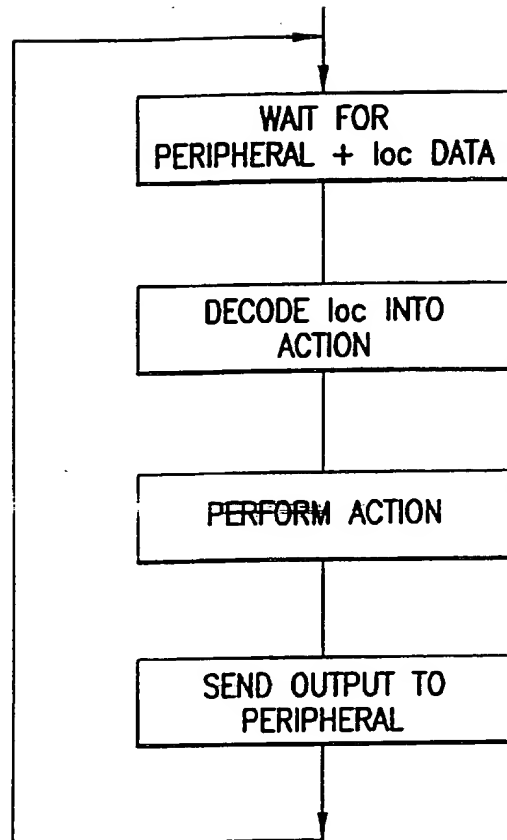 WAIT FOR
PERIPHERAL + loc DATA
DECODE loc INTO
ACTION
PERFORM ACTION
SEND OUTPUT TO
PERIPHERAL